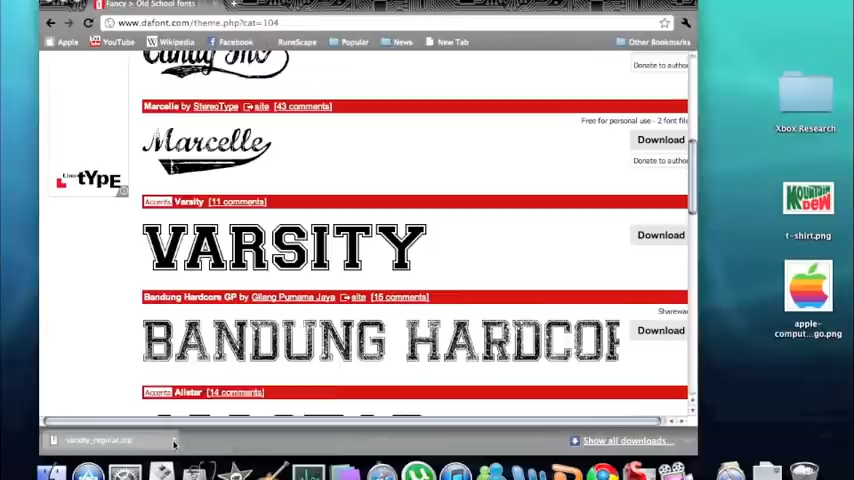 Fancy > Old School fonts
www.dafont.com/theme.php?cat=104
Apple YouTube Wikipedia Facebook RuneScape Popular News New Tab Other Bookmarks
Candy Inc
Donate to author
Marcelle by StereoType site [43 comments]
Free for personal use - 2 font file
Marcelle
Download
Donate to author
Linotype
Accents Varsity [11 comments]
VARSITY
Download
Bandung Hardcore GP by Gilang Purnama Jaya site [15 comments]
Shareware
BANDUNG HARDCOR
Download
Accents Allstar [14 comments]
varsity_regular.zip
Show all downloads...
Xbox Research
MOUNTAIN
DEW
t-shirt.png
apple-
comput...go.png